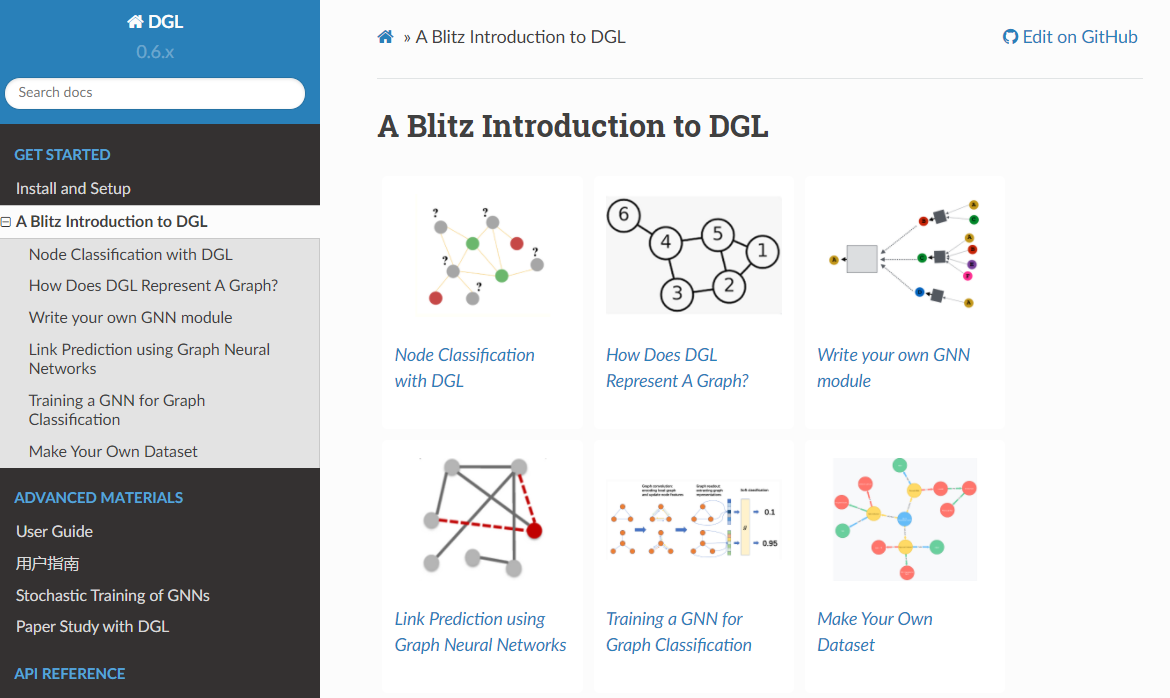 DGL
0.6.x
Search docs
GET STARTED
Install and Setup
A Blitz Introduction to DGL
Node Classification with DGL
How Does DGL Represent A Graph?
Write your own GNN module
Link Prediction using Graph Neural
Networks
Training a GNN for Graph
Classification
Make Your Own Dataset
ADVANCED MATERIALS
User Guide
用户指南
Stochastic Training of GNNs
Paper Study with DGL
API REFERENCE
» A Blitz Introduction to DGL
Edit on GitHub
A Blitz Introduction to DGL
? ?
?
?
?
6
5
4
1
2
3
Node Classification
with DGL
How Does DGL
Represent A Graph?
Write your own GNN
module
Graph convolution:
Graph readout:
0.1
0.95
Link Prediction using
Graph Neural Networks
Training a GNN for
Graph Classification
Make Your Own
Dataset